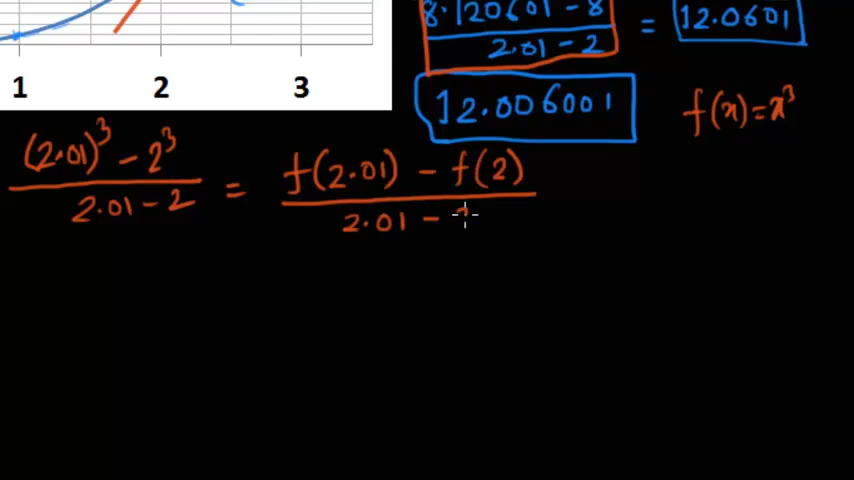 8.120601 - 8
2.01 - 2
= 12.0601
1 2 3
12.006001
f(x) = x³
(2.01)³ - 2³
2.01 - 2
= f(2.01) - f(2)
2.01 -